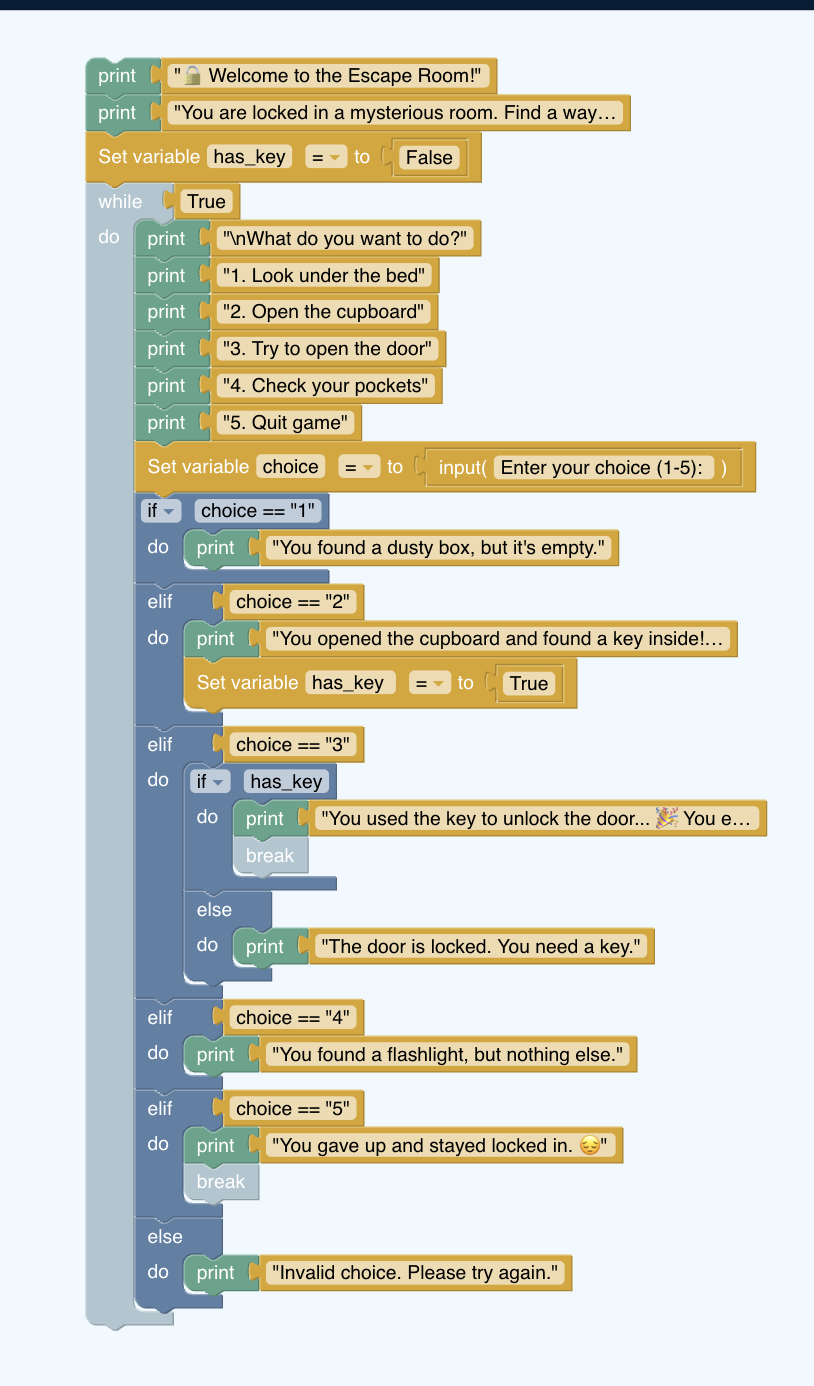 print "🔒 Welcome to the Escape Room!"
print "You are locked in a mysterious room. Find a way…
Set variable has_key = to False
while True
do print "\nWhat do you want to do?"
print "1. Look under the bed"
print "2. Open the cupboard"
print "3. Try to open the door"
print "4. Check your pockets"
print "5. Quit game"
Set variable choice = to input( Enter your choice (1-5): )
if choice == "1"
do print "You found a dusty box, but it's empty."
elif choice == "2"
do print "You opened the cupboard and found a key inside!…
Set variable has_key = to True
elif choice == "3"
do if has_key
do print "You used the key to unlock the door... 🎉 You e…
break
else
do print "The door is locked. You need a key."
elif choice == "4"
do print "You found a flashlight, but nothing else."
elif choice == "5"
do print "You gave up and stayed locked in. 😔"
break
else
do print "Invalid choice. Please try again."